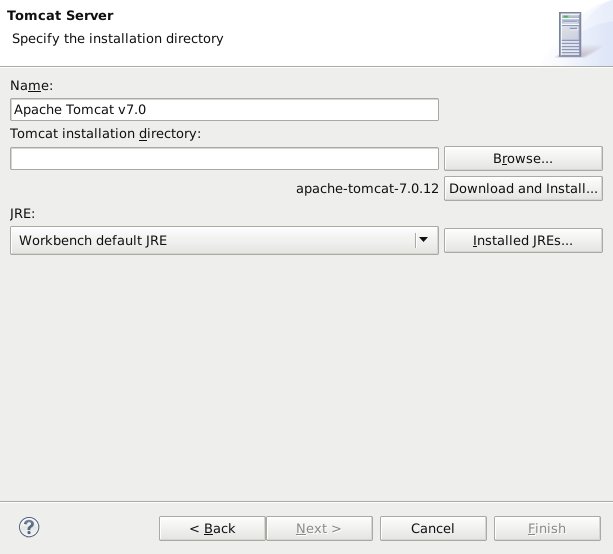 Tomcat Server
Specify the installation directory
Name:
Apache Tomcat v7.0
Tomcat installation directory:
Browse...
apache-tomcat-7.0.12 Download and Install...
JRE:
Workbench default JRE Installed JREs...
? < Back Next > Cancel Finish